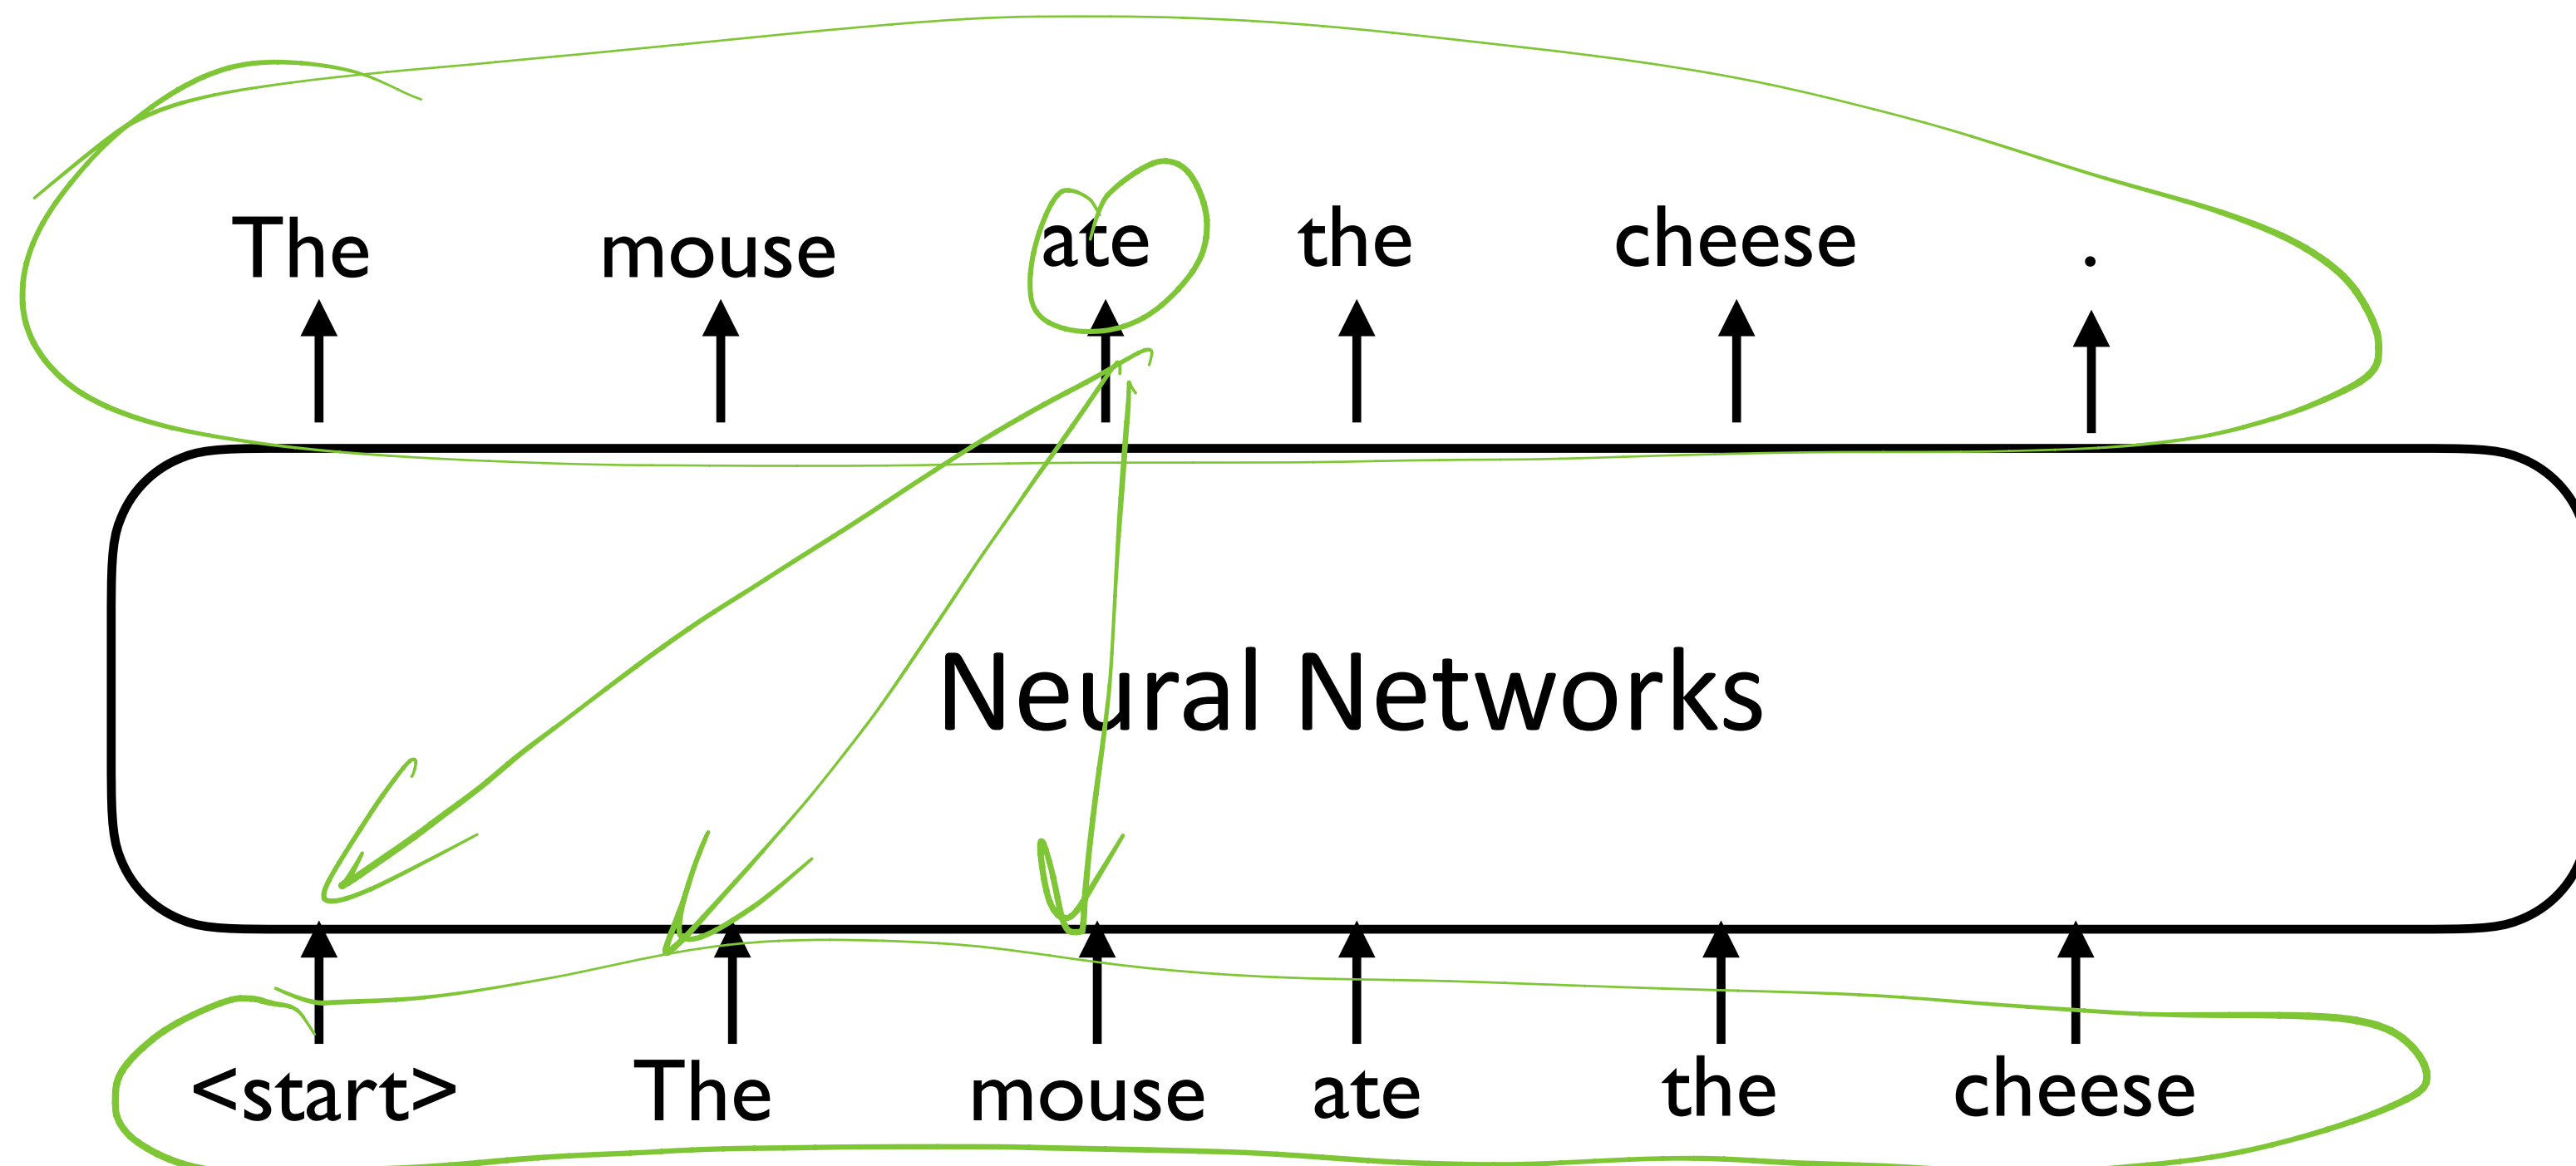 The mouse ate the cheese .
Neural Networks
<start> The mouse ate the cheese